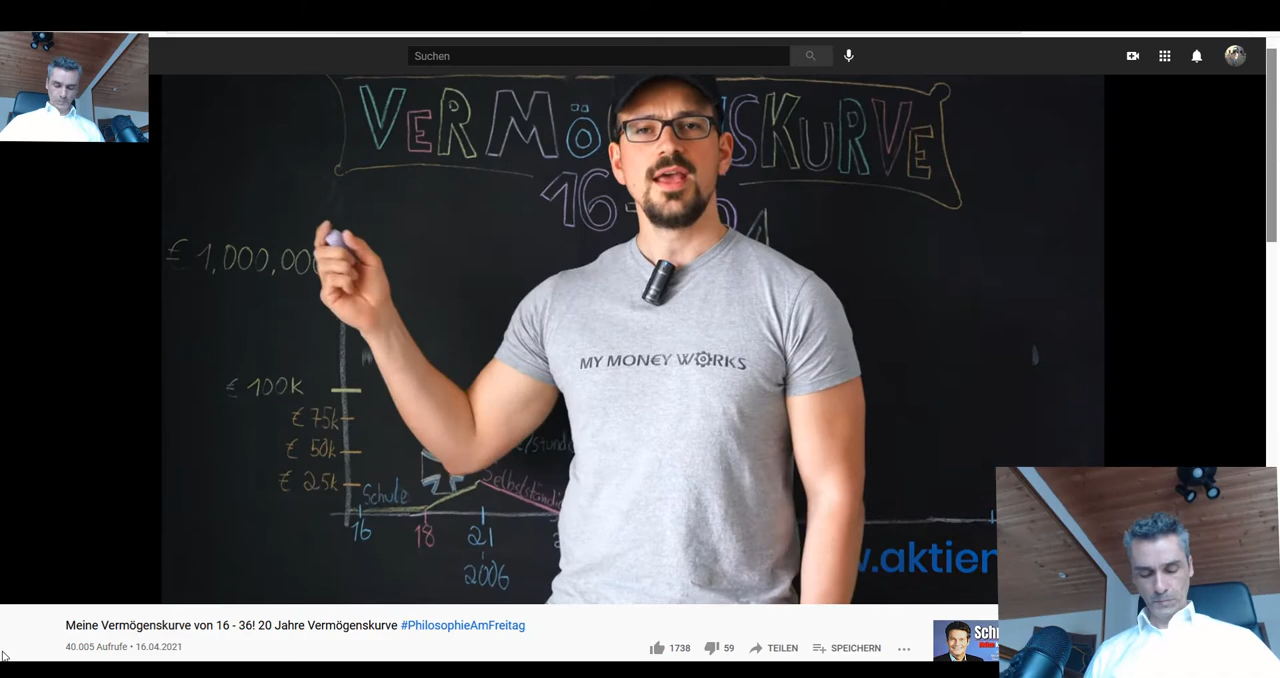 Suchen
VERMÖ SKURVE
16 -
€ 1,000,000
MY MONEY WORKS
€ 100k
€ 75k
€ 50k
€ 25k
Schule
Selbständi
16
18
21
2006
w.aktien
Meine Vermögenskurve von 16 - 36! 20 Jahre Vermögenskurve #PhilosophieAmFreitag
40.005 Aufrufe • 16.04.2021
1738
59
TEILEN
SPEICHERN